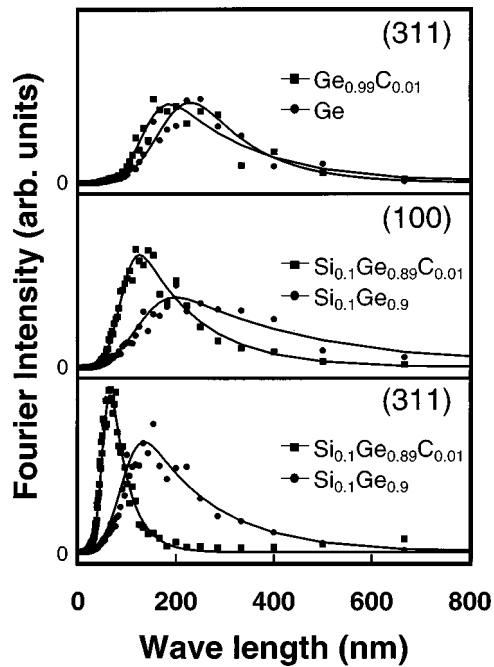 Fourier Intensity (arb. units)
(311)
Ge0.99C0.01
Ge
0
(100)
Si0.1Ge0.89C0.01
Si0.1Ge0.9
0
(311)
Si0.1Ge0.89C0.01
Si0.1Ge0.9
0
0 200 400 600 800
Wave length (nm)